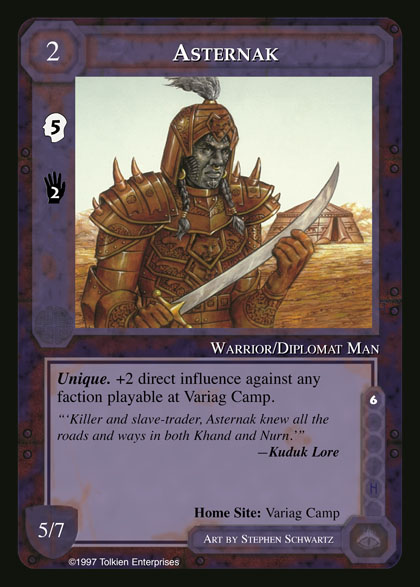 2
ASTERNAK
5
2
WARRIOR/DIPLOMAT MAN
Unique. +2 direct influence against any
faction playable at Variag Camp.
“‘Killer and slave-trader, Asternak knew all the
roads and ways in both Khand and Nurn.’”
—Kuduk Lore
6
H
Home Site: Variag Camp
5/7
ART BY STEPHEN SCHWARTZ
©1997 Tolkien Enterprises